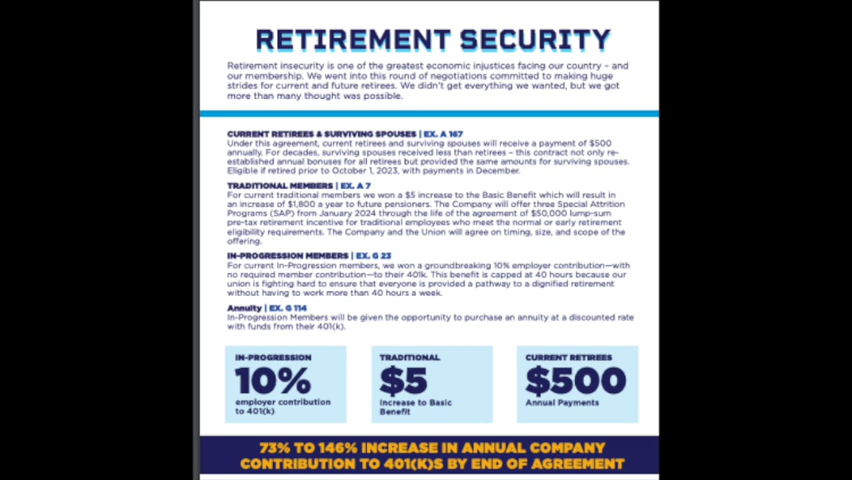 RETIREMENT SECURITY
Retirement insecurity is one of the greatest economic injustices facing our country – and
our membership. We went into this round of negotiations committed to making huge
strides for current and future retirees. We didn't get everything we wanted, but we got
more than many thought was possible.
CURRENT RETIREES & SURVIVING SPOUSES | EX. A 167
Under this agreement, current retirees and surviving spouses will receive a payment of $500
annually. For decades, surviving spouses received less than retirees – this contract not only re-
established annual bonuses for all retirees but provided the same amounts for surviving spouses.
Eligible if retired prior to October 1, 2023, with payments in December.
TRADITIONAL MEMBERS | EX. A 7
For current traditional members we won a $5 increase to the Basic Benefit which will result in
an increase of $1,800 a year to future pensioners. The Company will offer three Special Attrition
Programs (SAP) from January 2024 through the life of the agreement of $50,000 lump-sum
pre-tax retirement incentive for traditional employees who meet the normal or early retirement
eligibility requirements. The Company and the Union will agree on timing, size, and scope of the
offering.
IN-PROGRESSION MEMBERS | EX. G 23
For current In-Progression members, we won a groundbreaking 10% employer contribution—with
no required member contribution—to their 401k. This benefit is capped at 40 hours because our
union is fighting hard to ensure that everyone is provided a pathway to a dignified retirement
without having to work more than 40 hours a week.
Annuity | EX. G 114
In-Progression Members will be given the opportunity to purchase an annuity at a discounted rate
with funds from their 401(k).
IN-PROGRESSION
10%
employer contribution
to 401(k)
TRADITIONAL
$5
Increase to Basic
Benefit
CURRENT RETIREES
$500
Annual Payments
73% TO 146% INCREASE IN ANNUAL COMPANY
CONTRIBUTION TO 401(K)S BY END OF AGREEMENT